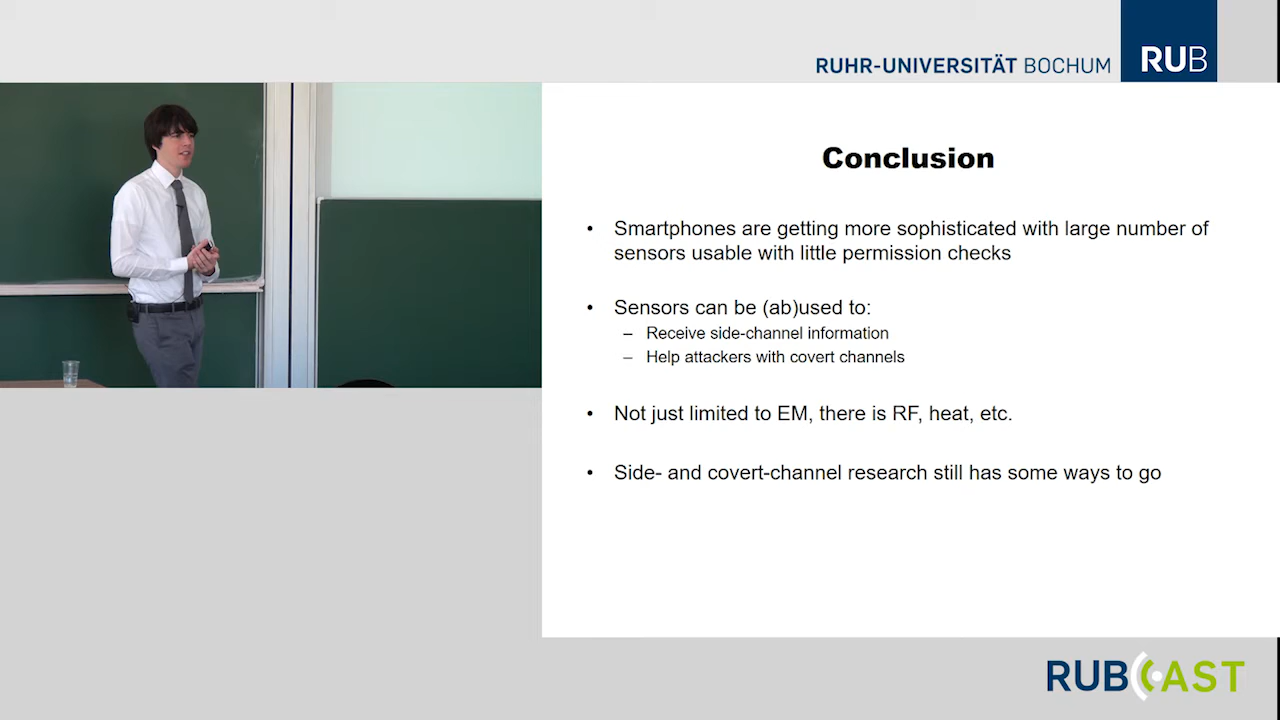 RUHR-UNIVERSITÄT BOCHUM
RUB
Conclusion
• Smartphones are getting more sophisticated with large number of
sensors usable with little permission checks
• Sensors can be (ab)used to:
– Receive side-channel information
– Help attackers with covert channels
• Not just limited to EM, there is RF, heat, etc.
• Side- and covert-channel research still has some ways to go
RUBCAST